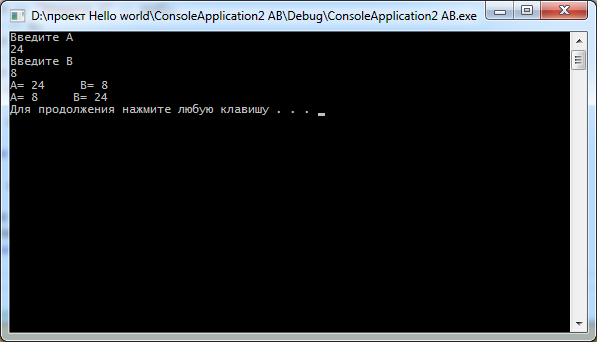 D:\проект Hello world\ConsoleApplication2 AB\Debug\ConsoleApplication2 AB.exe
Введите A
24
Введите B
8
A= 24     B= 8
A= 8     B= 24
Для продолжения нажмите любую клавишу . . .